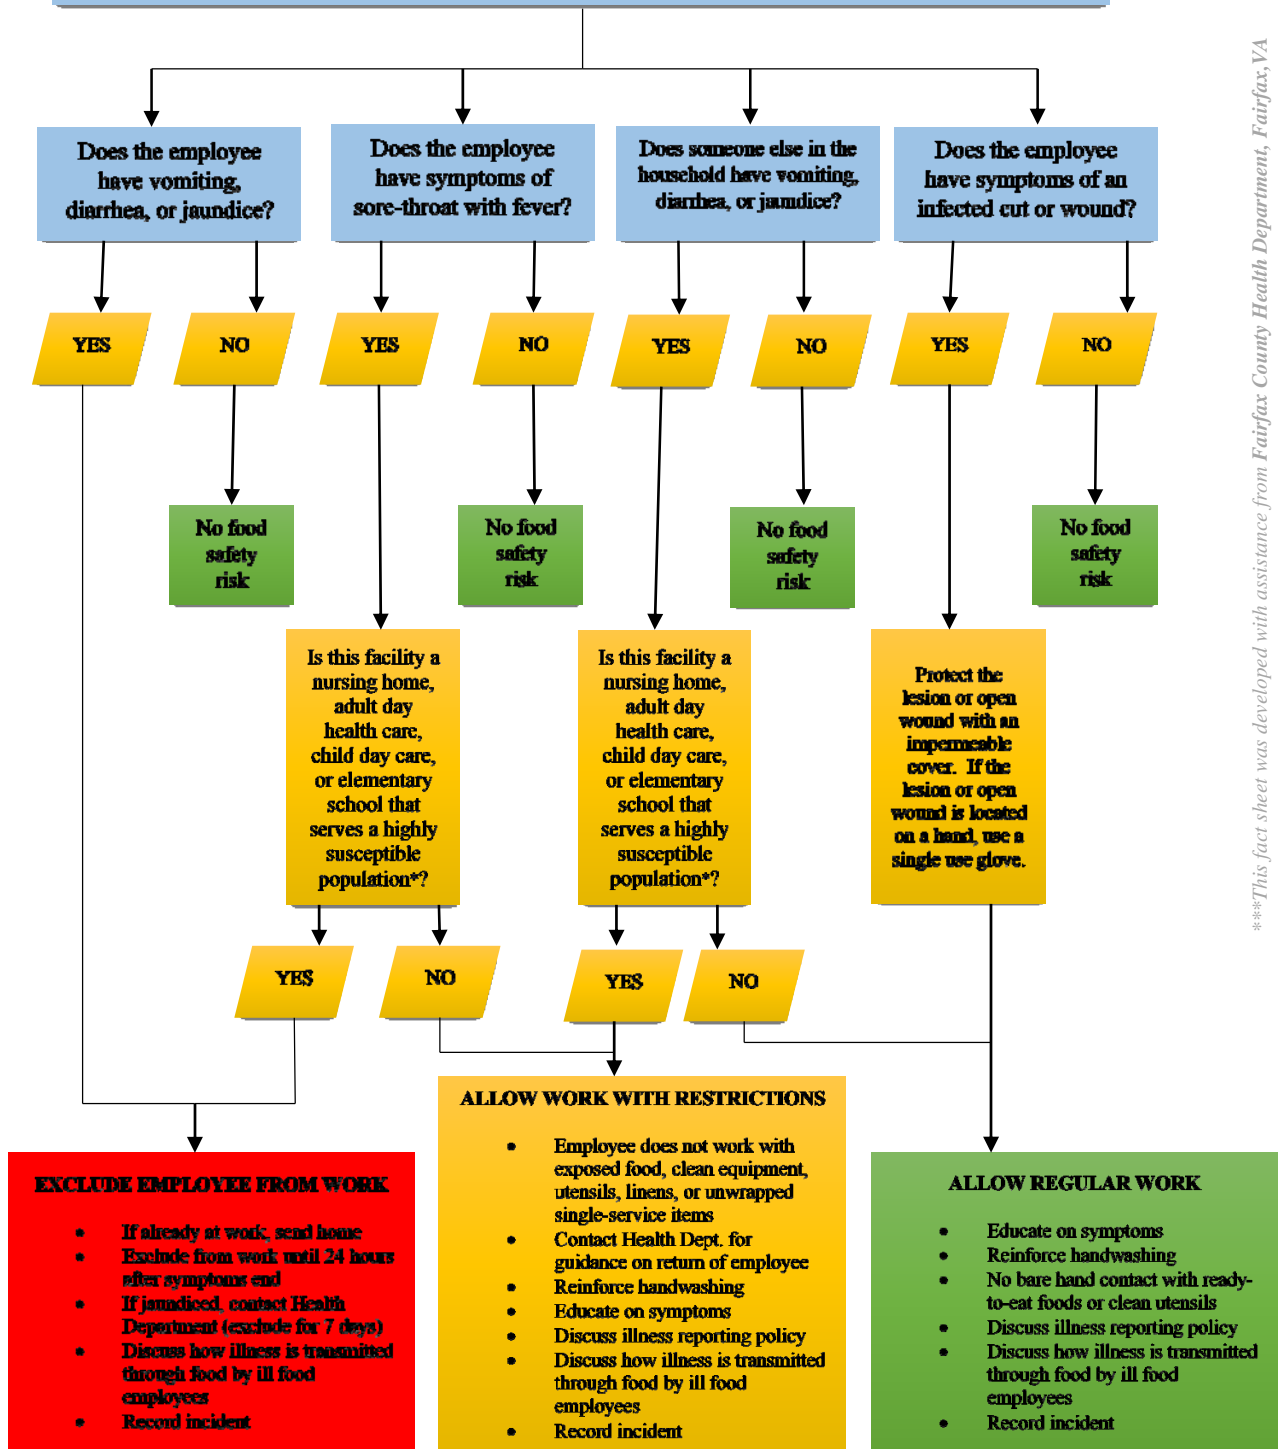 Does the employee
have vomiting,
diarrhea, or jaundice?
Does the employee
have symptoms of
sore-throat with fever?
Does someone else in the
household have vomiting,
diarrhea, or jaundice?
Does the employee
have symptoms of an
infected cut or wound?
YES
NO
YES
NO
YES
NO
YES
NO
No food
safety
risk
No food
safety
risk
No food
safety
risk
No food
safety
risk
Is this facility a
nursing home,
adult day
health care,
child day care,
or elementary
school that
serves a highly
susceptible
population*?
Is this facility a
nursing home,
adult day
health care,
child day care,
or elementary
school that
serves a highly
susceptible
population*?
Protect the
lesion or open
wound with an
impermeable
cover. If the
lesion or open
wound is located
on a hand, use a
single use glove.
YES
NO
YES
NO
EXCLUDE EMPLOYEE FROM WORK
• If already at work, send home
• Exclude from work until 24 hours
after symptoms end
• If jaundiced, contact Health
Department (exclude for 7 days)
• Discuss how illness is transmitted
through food by ill food
employees
• Record incident
ALLOW WORK WITH RESTRICTIONS
• Employee does not work with
exposed food, clean equipment,
utensils, linens, or unwrapped
single-service items
• Contact Health Dept. for
guidance on return of employee
• Reinforce handwashing
• Educate on symptoms
• Discuss illness reporting policy
• Discuss how illness is transmitted
through food by ill food
employees
• Record incident
ALLOW REGULAR WORK
• Educate on symptoms
• Reinforce handwashing
• No bare hand contact with ready-
to-eat foods or clean utensils
• Discuss illness reporting policy
• Discuss how illness is transmitted
through food by ill food
employees
• Record incident
***This fact sheet was developed with assistance from Fairfax County Health Department, Fairfax,VA